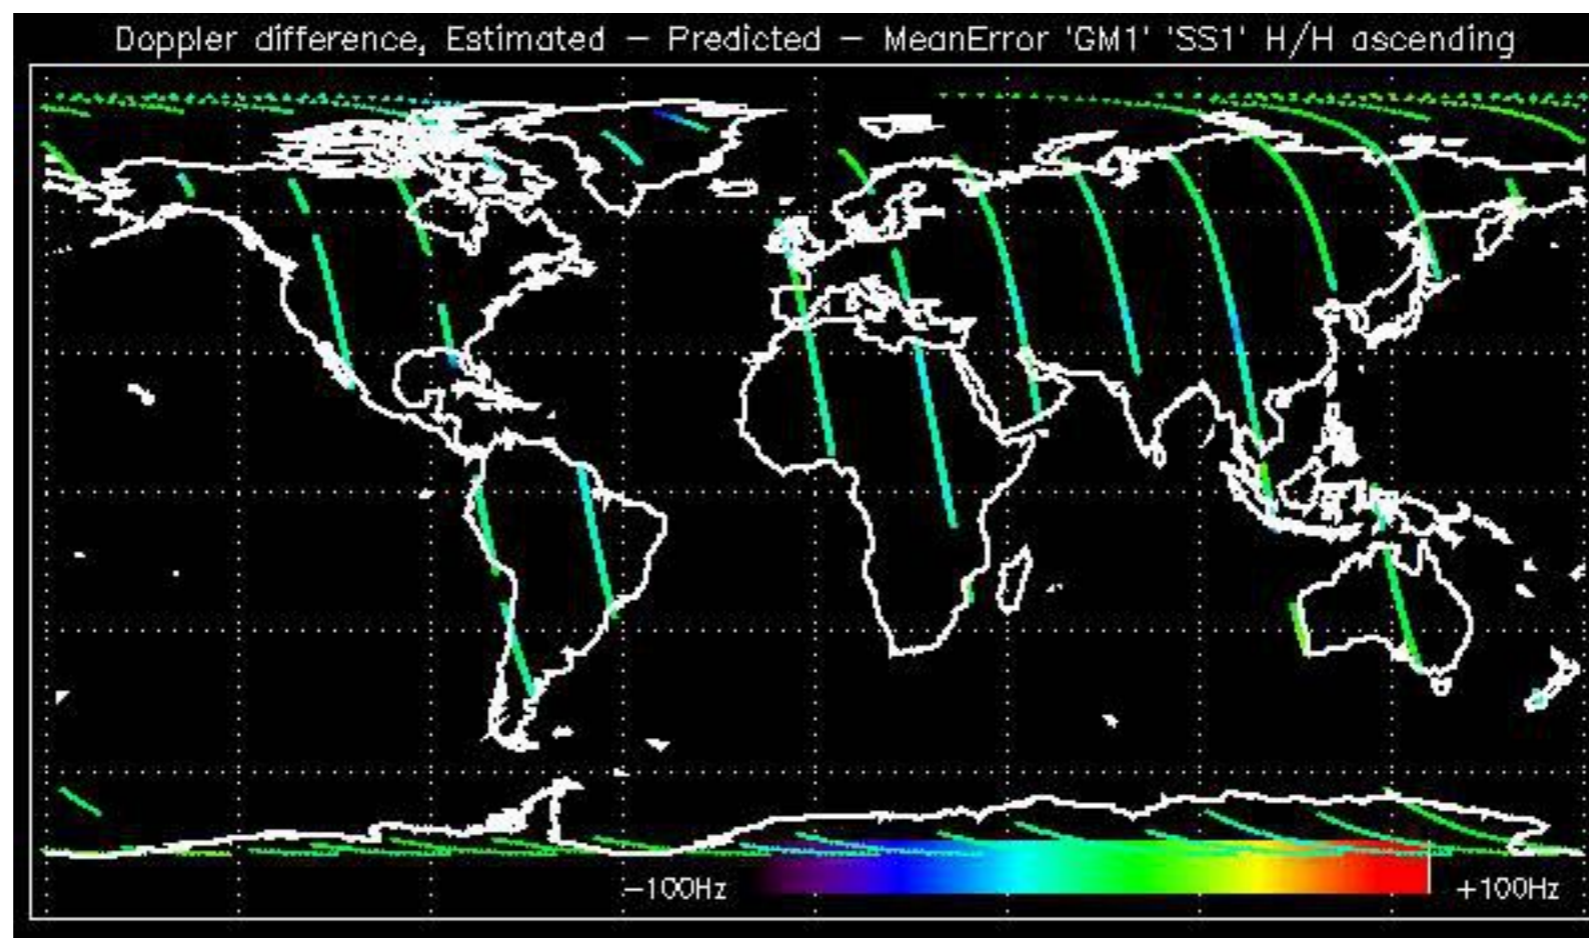 Doppler difference, Estimated – Predicted – MeanError 'GM1' 'SS1' H/H ascending
–100Hz
+100Hz